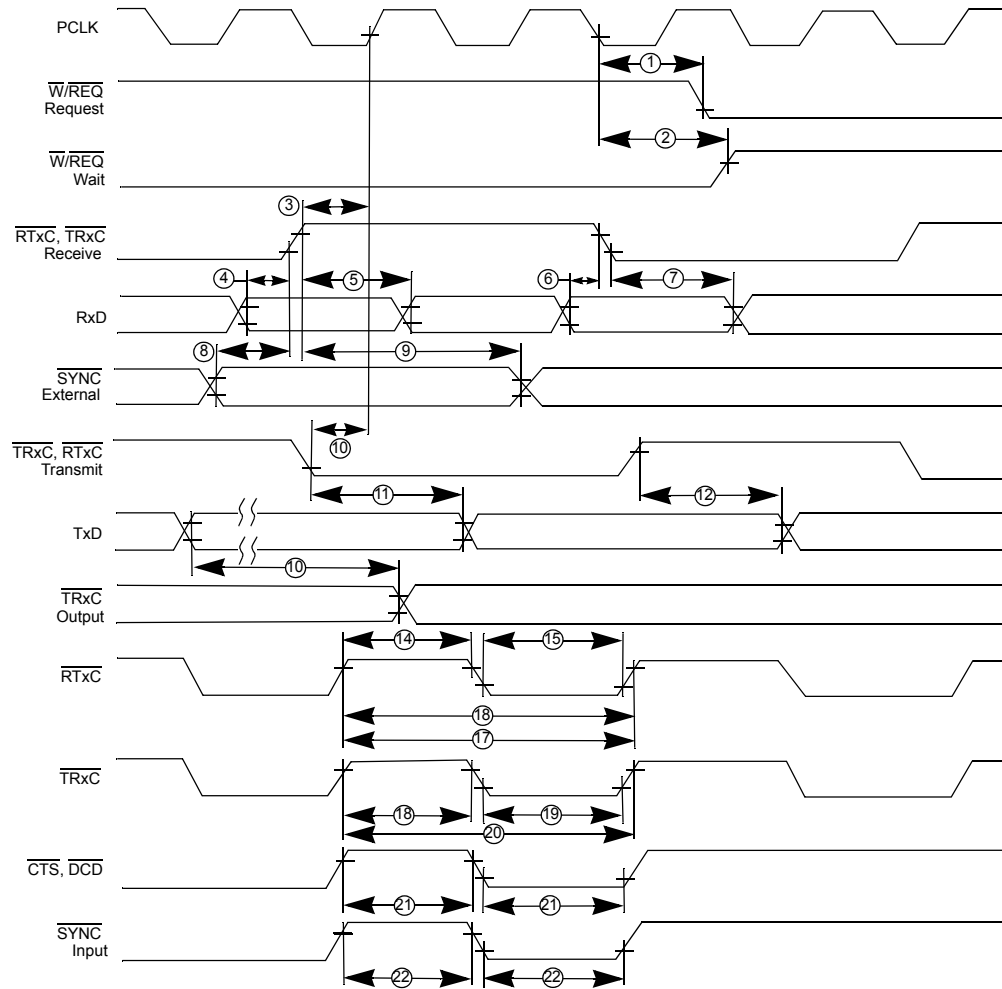 PCLK
①
W/REQ
Request
②
W/REQ
Wait
③
RTxC, TRxC
Receive
④
⑤
⑥
⑦
RxD
⑧
⑨
SYNC
External
⑩
TRxC, RTxC
Transmit
⑪
⑫
TxD
⑩
TRxC
Output
⑭
⑮
RTxC
⑱
⑰
TRxC
⑱
⑲
⑳
CTS, DCD
㉑
㉑
SYNC
Input
㉒
㉒